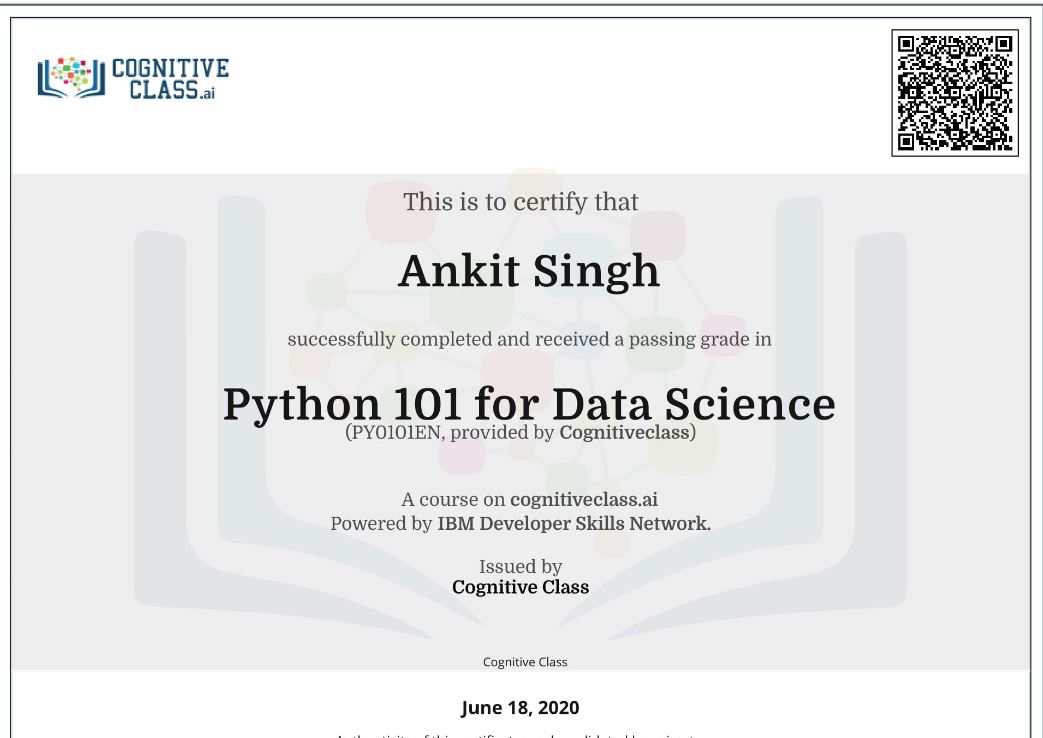 COGNITIVE
CLASS.ai
This is to certify that
Ankit Singh
successfully completed and received a passing grade in
Python 101 for Data Science
(PY0101EN, provided by Cognitiveclass)
A course on cognitiveclass.ai
Powered by IBM Developer Skills Network.
Issued by
Cognitive Class
Cognitive Class
June 18, 2020